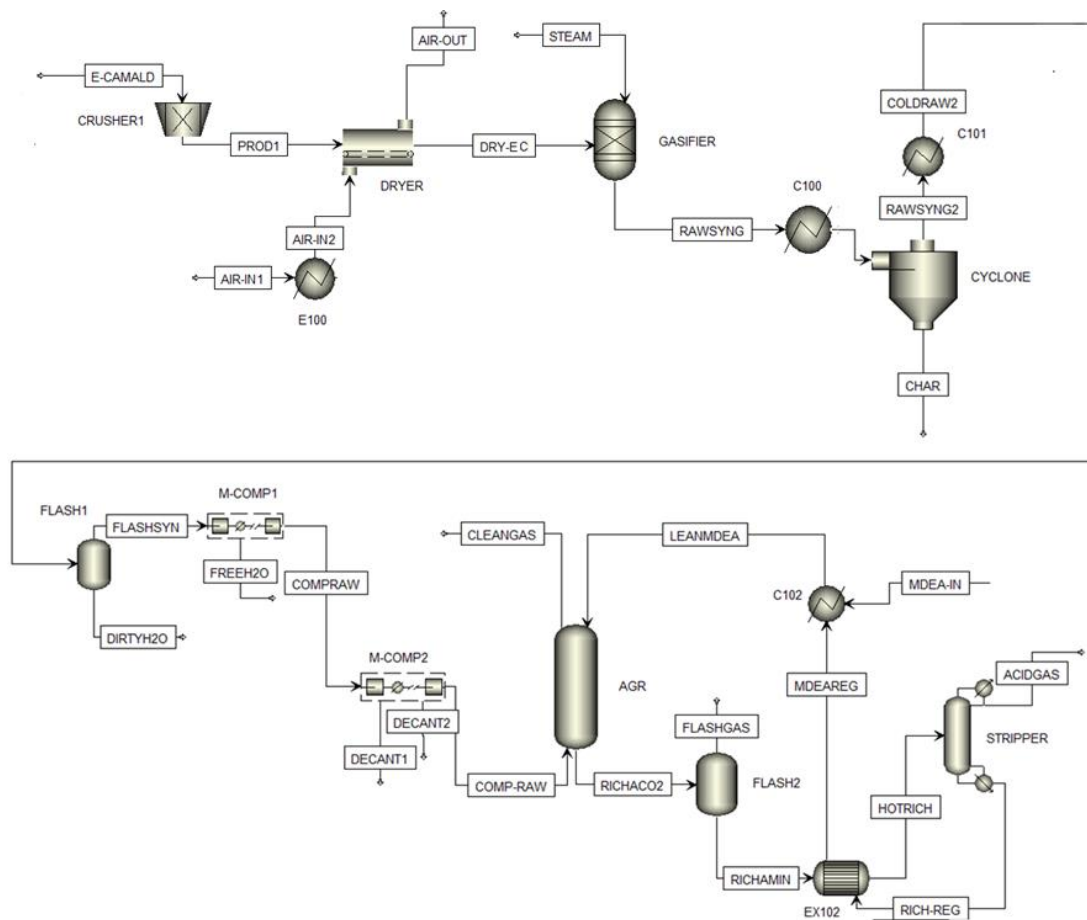 AIR-OUT
STEAM
E-CAMALD
CRUSHER1
COLDRAW2
C101
PROD1
DRY-EC
GASIFIER
DRYER
C100
RAWSYNG2
RAWSYNG
AIR-IN2
AIR-IN1
CYCLONE
E100
CHAR
M-COMP1
FLASH1
FLASHSYN
CLEANGAS
LEANMDEA
FREEH2O
COMPRAW
MDEA-IN
C102
DIRTYH2O
M-COMP2
AGR
MDEAREG
ACIDGAS
DECANT2
FLASHGAS
STRIPPER
DECANT1
COMP-RAW
RICHACO2
FLASH2
HOTRICH
RICHAMIN
RICH-REG
EX102